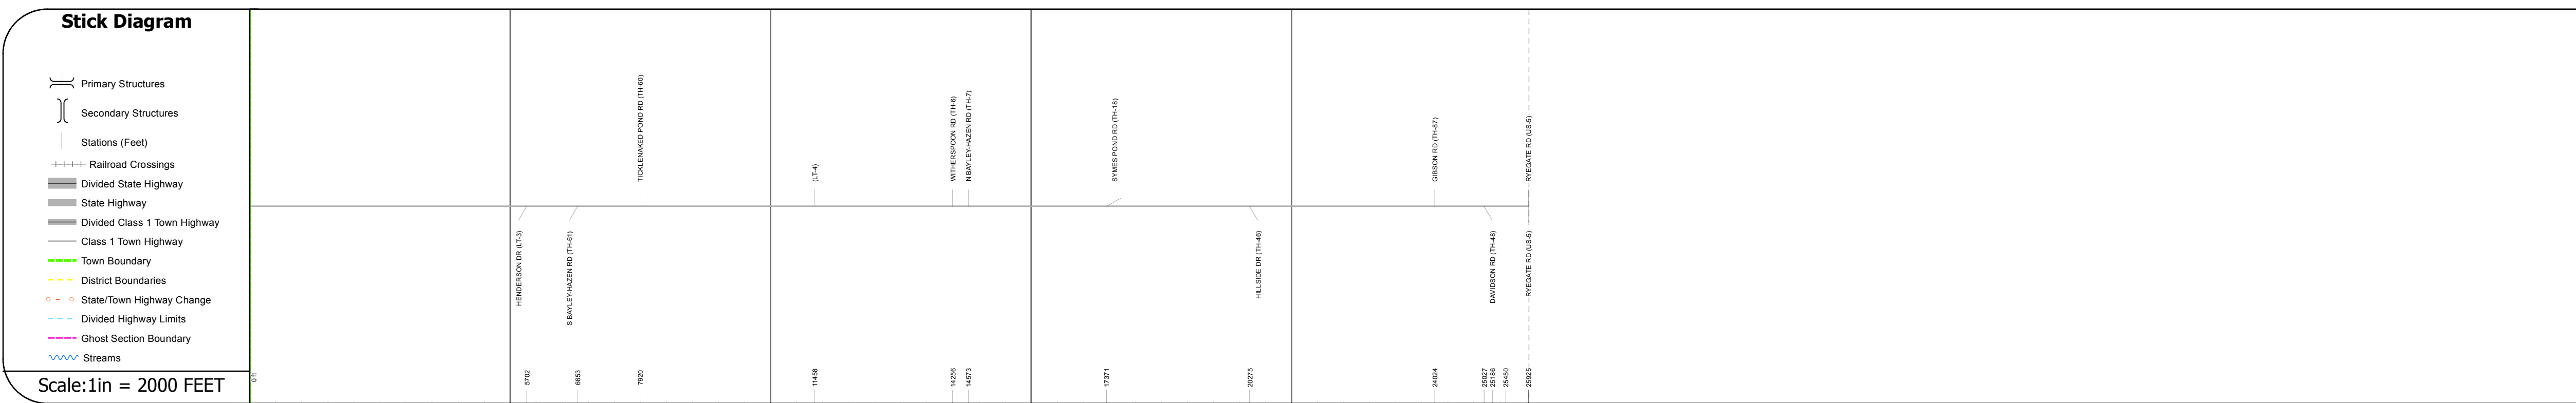 Stick Diagram
Primary Structures
Secondary Structures
Stations (Feet)
Railroad Crossings
Divided State Highway
State Highway
Divided Class 1 Town Highway
Class 1 Town Highway
Town Boundary
District Boundaries
State/Town Highway Change
Divided Highway Limits
Ghost Section Boundary
Streams
Scale:1in = 2000 FEET
TICKLENAKED POND RD (TH-60)
(LT-4)
WITHERSPOON RD (TH-6)
N BAYLEY-HAZEN RD (TH-7)
SYMES POND RD (TH-18)
GIBSON RD (TH-87)
RYEGATE RD (US-5)
HENDERSON DR (LT-3)
S BAYLEY-HAZEN RD (TH-61)
HILLSIDE DR (TH-46)
DAVIDSON RD (TH-48)
RYEGATE RD (US-5)
0 ft
5702
6653
7920
11458
14256
14573
17371
20275
24024
25027
25186
25450
25925